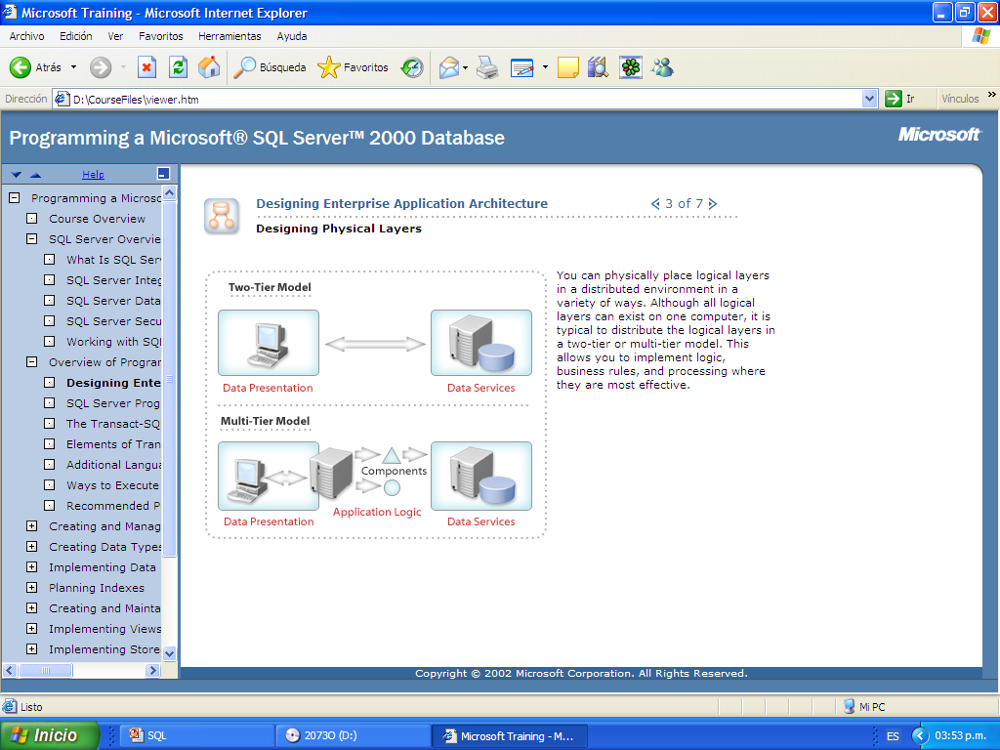 Microsoft Training - Microsoft Internet Explorer
Archivo Edición Ver Favoritos Herramientas Ayuda
Atrás Búsqueda Favoritos
Dirección D:\CourseFiles\viewer.htm Ir Vínculos »
Programming a Microsoft® SQL Server™ 2000 Database Microsoft
Help
Programming a Microsc
Course Overview
SQL Server Overvie
What Is SQL Ser
SQL Server Integ
SQL Server Data
SQL Server Secu
Working with SQ
Overview of Prograr
Designing Ente
SQL Server Prog
The Transact-SQ
Elements of Tran
Additional Langua
Ways to Execute
Recommended P
Creating and Manag
Creating Data Types
Implementing Data
Planning Indexes
Creating and Mainta
Implementing Views
Implementing Store
Designing Enterprise Application Architecture 3 of 7
Designing Physical Layers
Two-Tier Model
Data Presentation Data Services
Multi-Tier Model
Components
Application Logic
Data Presentation Data Services
You can physically place logical layers
in a distributed environment in a
variety of ways. Although all logical
layers can exist on one computer, it is
typical to distribute the logical layers in
a two-tier or multi-tier model. This
allows you to implement logic,
business rules, and processing where
they are most effective.
Copyright © 2002 Microsoft Corporation. All Rights Reserved.
Listo Mi PC
Inicio SQL 2073O (D:) Microsoft Training - M... ES 03:53 p.m.